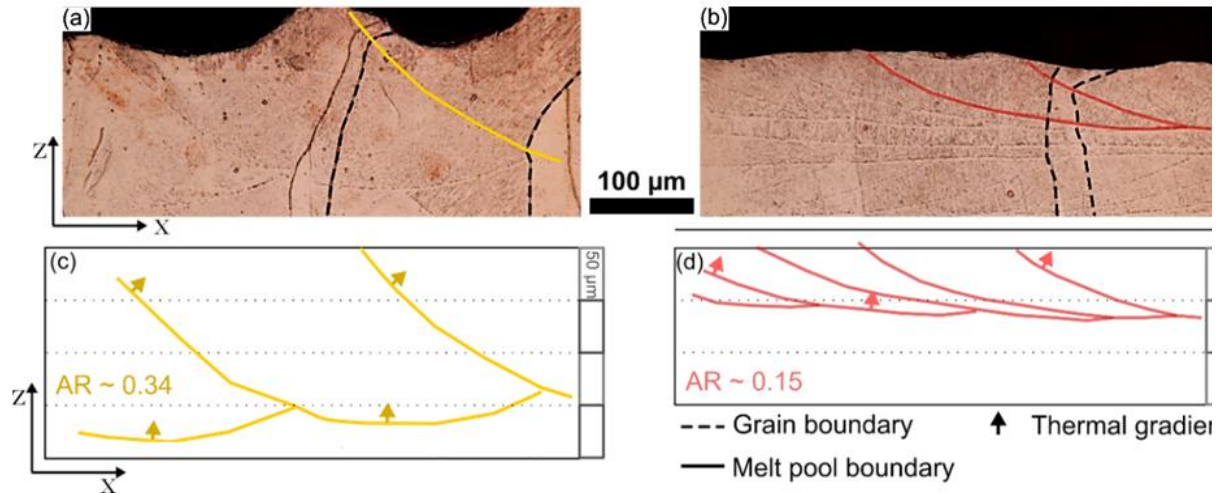 (a)
(b)
Z
X
100 µm
(c)
50 µm
(d)
AR ~ 0.34
AR ~ 0.15
Z
X
Grain boundary
Thermal gradien
Melt pool boundary